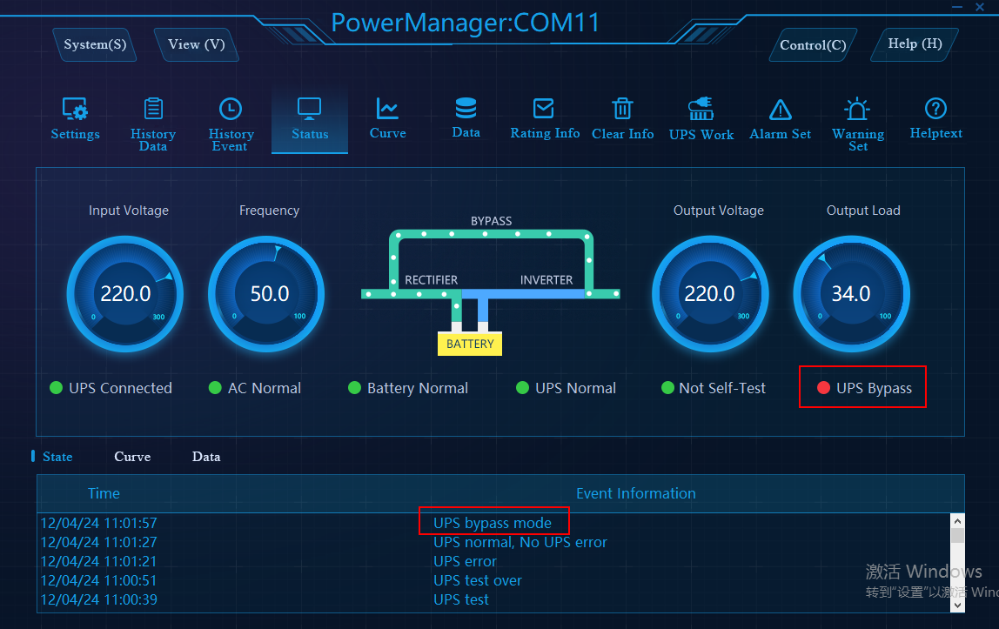 PowerManager:COM11
System(S) View (V) Control(C) Help (H)
Settings History Data History Event Status Curve Data Rating Info Clear Info UPS Work Alarm Set Warning Set Helptext
Input Voltage Frequency Output Voltage Output Load
BYPASS
RECTIFIER INVERTER
220.0 50.0 220.0 34.0
0 300 0 100 0 300 0 100
BATTERY
UPS Connected AC Normal Battery Normal UPS Normal Not Self-Test UPS Bypass
State Curve Data
Time Event Information
12/04/24 11:01:57 UPS bypass mode
12/04/24 11:01:27 UPS normal, No UPS error
12/04/24 11:01:21 UPS error
12/04/24 11:00:51 UPS test over
12/04/24 11:00:39 UPS test
激活 Windows
转到“设置”以激活 Wind